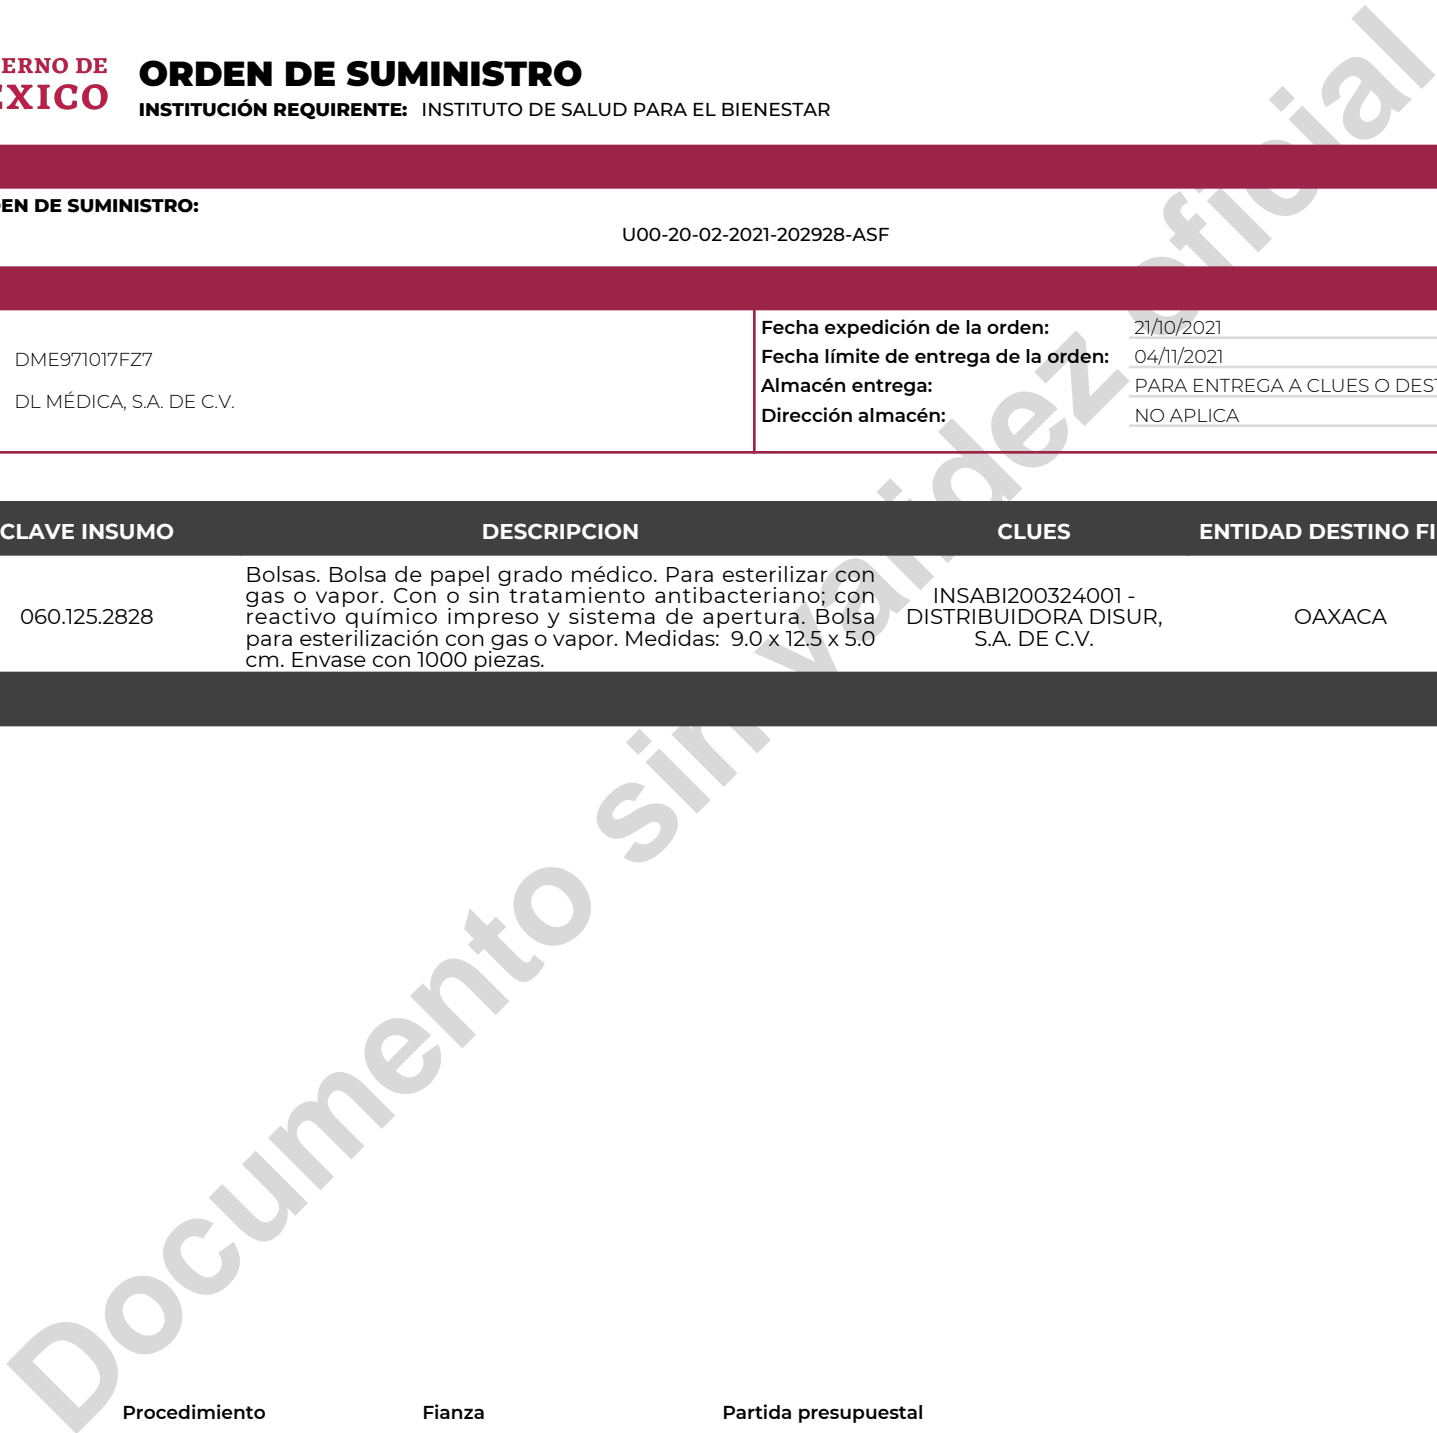 ERNO DE
EXICO
ORDEN DE SUMINISTRO
INSTITUCIÓN REQUIRENTE: INSTITUTO DE SALUD PARA EL BIENESTAR
EN DE SUMINISTRO:
U00-20-02-2021-202928-ASF
DME971017FZ7
DL MÉDICA, S.A. DE C.V.
Fecha expedición de la orden: 21/10/2021
Fecha límite de entrega de la orden: 04/11/2021
Almacén entrega: PARA ENTREGA A CLUES O DEST
Dirección almacén: NO APLICA
CLAVE INSUMO DESCRIPCION CLUES ENTIDAD DESTINO FI
060.125.2828
Bolsas. Bolsa de papel grado médico. Para esterilizar con
gas o vapor. Con o sin tratamiento antibacteriano; con
reactivo químico impreso y sistema de apertura. Bolsa
para esterilización con gas o vapor. Medidas: 9.0 x 12.5 x 5.0
cm. Envase con 1000 piezas.
INSABI200324001 -
DISTRIBUIDORA DISUR,
S.A. DE C.V.
OAXACA
Documento sin validez oficial
Procedimiento Fianza Partida presupuestal